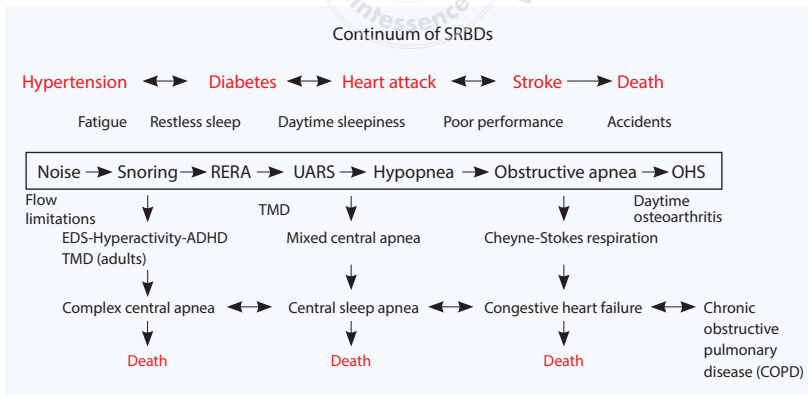 intessence
Continuum of SRBDs
Hypertension Diabetes Heart attack Stroke Death
Fatigue Restless sleep Daytime sleepiness Poor performance Accidents
Noise Snoring RERA UARS Hypopnea Obstructive apnea OHS
Flow
limitations
TMD
Daytime
osteoarthritis
EDS-Hyperactivity-ADHD
TMD (adults)
Mixed central apnea
Cheyne-Stokes respiration
Complex central apnea Central sleep apnea Congestive heart failure Chronic
obstructive
pulmonary
disease (COPD)
Death Death Death